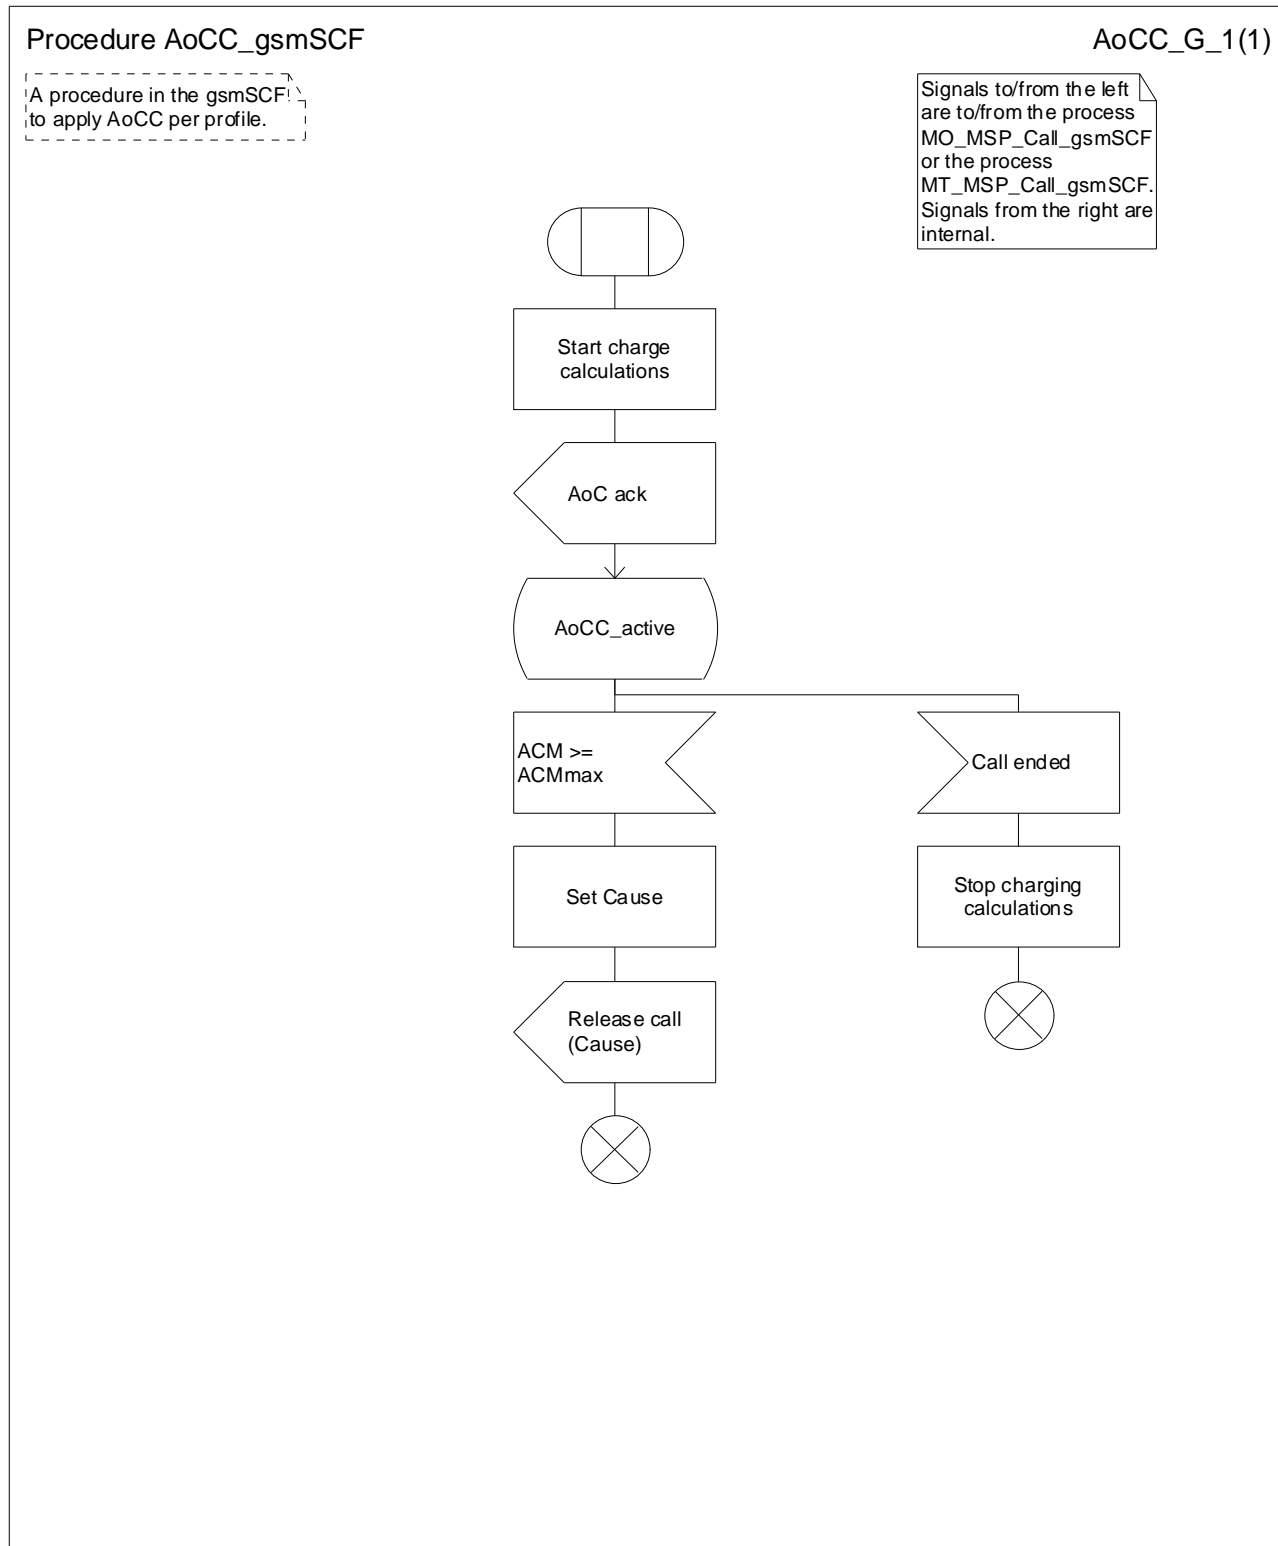 Procedure AoCC_gsmSCF
AoCC_G_1(1)
A procedure in the gsmSCF
to apply AoCC per profile.
Signals to/from the left
are to/from the process
MO_MSP_Call_gsmSCF
or the process
MT_MSP_Call_gsmSCF.
Signals from the right are
internal.
Start charge
calculations
AoC ack
AoCC_active
ACM >=
ACMmax
Call ended
Set Cause
Stop charging
calculations
Release call
(Cause)